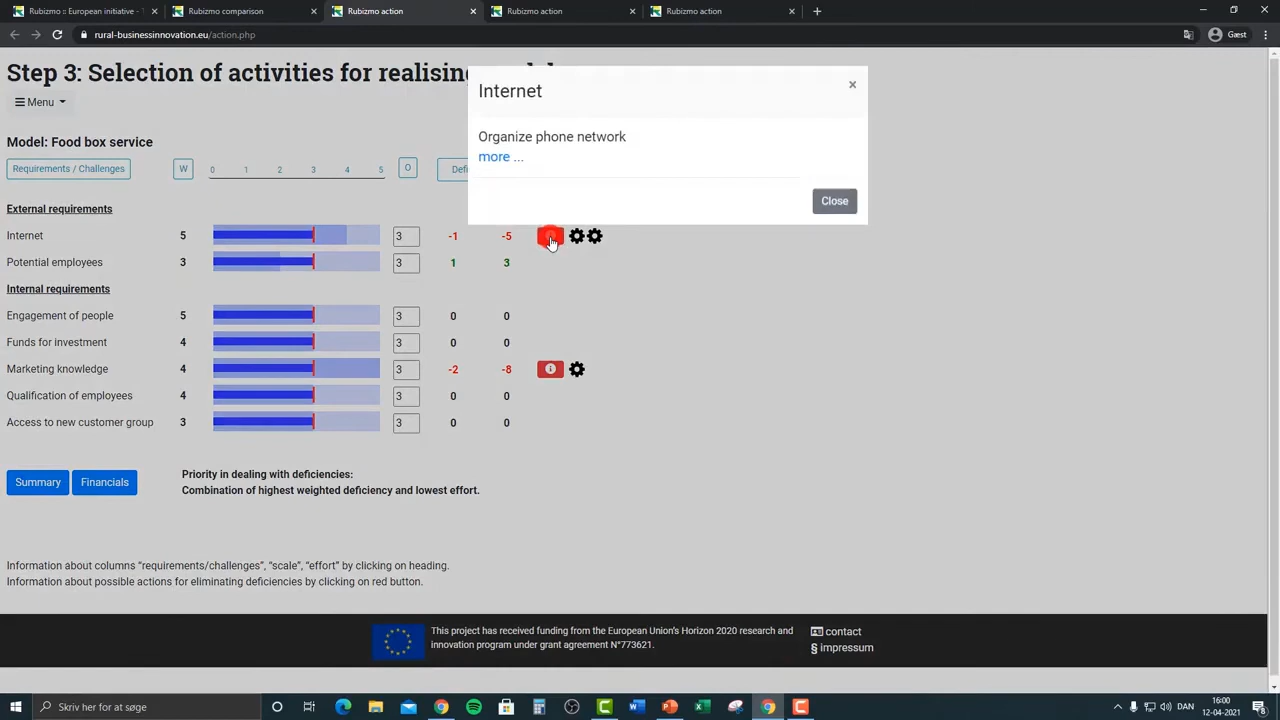 Rubizmo :: European initiative -
Rubizmo comparison
Rubizmo action
Rubizmo action
Rubizmo action
rural-businessinnovation.eu/action.php
Gæst
Step 3: Selection of activities for realising
Menu
Internet
×
Organize phone network
more ...
Close
Model: Food box service
Requirements / Challenges W 0 1 2 3 4 5 O
External requirements
Internet 5 3 -1 -5
Potential employees 3 3 1 3
Internal requirements
Engagement of people 5 3 0 0
Funds for investment 4 3 0 0
Marketing knowledge 4 3 -2 -8
Qualification of employees 4 3 0 0
Access to new customer group 3 3 0 0
Summary Financials
Priority in dealing with deficiencies:
Combination of highest weighted deficiency and lowest effort.
Information about columns “requirements/challenges”, “scale”, “effort” by clicking on heading.
Information about possible actions for eliminating deficiencies by clicking on red button.
This project has received funding from the European Union's Horizon 2020 research and
innovation program under grant agreement N°773621.
contact
§ impressum
Skriv her for at søge
DAN
16:00
12-04-2021